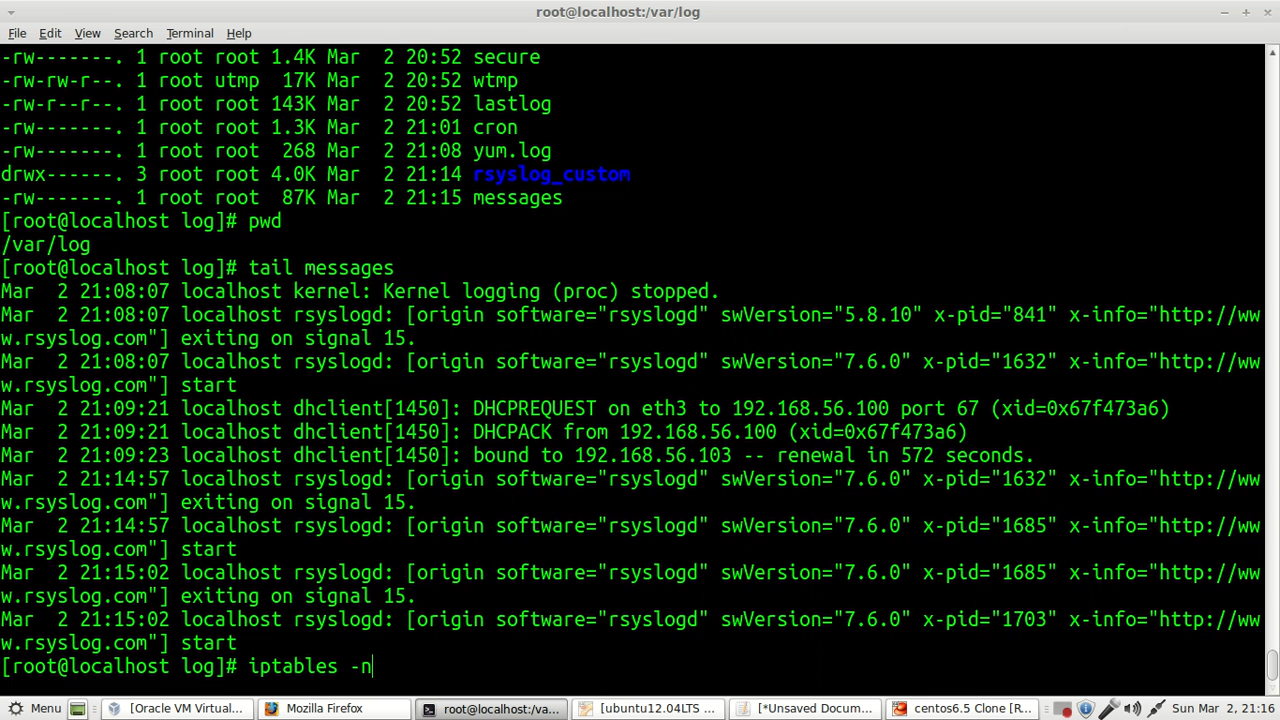 root@localhost:/var/log
File Edit View Search Terminal Help
-rw-------. 1 root root 1.4K Mar  2 20:52 secure
-rw-rw-r--. 1 root utmp  17K Mar  2 20:52 wtmp
-rw-r--r--. 1 root root 143K Mar  2 20:52 lastlog
-rw-------. 1 root root 1.3K Mar  2 21:01 cron
-rw-------. 1 root root  268 Mar  2 21:08 yum.log
drwx------. 3 root root 4.0K Mar  2 21:14 rsyslog_custom
-rw-------. 1 root root  87K Mar  2 21:15 messages
[root@localhost log]# pwd
/var/log
[root@localhost log]# tail messages
Mar  2 21:08:07 localhost kernel: Kernel logging (proc) stopped.
Mar  2 21:08:07 localhost rsyslogd: [origin software="rsyslogd" swVersion="5.8.10" x-pid="841" x-info="http://ww
w.rsyslog.com"] exiting on signal 15.
Mar  2 21:08:07 localhost rsyslogd: [origin software="rsyslogd" swVersion="7.6.0" x-pid="1632" x-info="http://ww
w.rsyslog.com"] start
Mar  2 21:09:21 localhost dhclient[1450]: DHCPREQUEST on eth3 to 192.168.56.100 port 67 (xid=0x67f473a6)
Mar  2 21:09:21 localhost dhclient[1450]: DHCPACK from 192.168.56.100 (xid=0x67f473a6)
Mar  2 21:09:23 localhost dhclient[1450]: bound to 192.168.56.103 -- renewal in 572 seconds.
Mar  2 21:14:57 localhost rsyslogd: [origin software="rsyslogd" swVersion="7.6.0" x-pid="1632" x-info="http://ww
w.rsyslog.com"] exiting on signal 15.
Mar  2 21:14:57 localhost rsyslogd: [origin software="rsyslogd" swVersion="7.6.0" x-pid="1685" x-info="http://ww
w.rsyslog.com"] start
Mar  2 21:15:02 localhost rsyslogd: [origin software="rsyslogd" swVersion="7.6.0" x-pid="1685" x-info="http://ww
w.rsyslog.com"] exiting on signal 15.
Mar  2 21:15:02 localhost rsyslogd: [origin software="rsyslogd" swVersion="7.6.0" x-pid="1703" x-info="http://ww
w.rsyslog.com"] start
[root@localhost log]# iptables -n
Menu [Oracle VM Virtual... Mozilla Firefox root@localhost:/va... [ubuntu12.04LTS ... [*Unsaved Docum... centos6.5 Clone [R... Sun Mar 2, 21:16